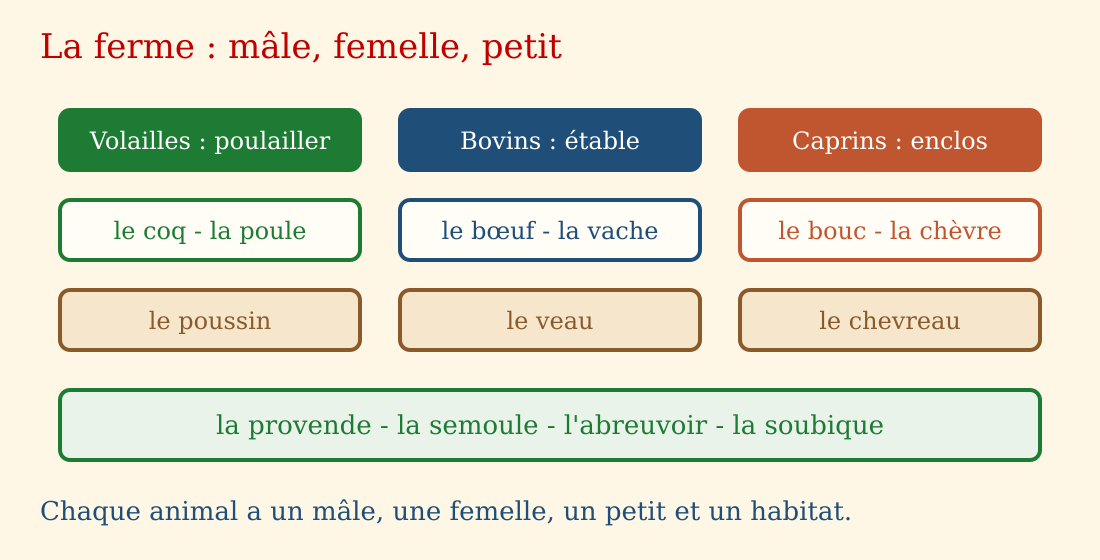 La ferme : mâle, femelle, petit
Volailles : poulailler
Bovins : étable
Caprins : enclos
le coq - la poule
le bœuf - la vache
le bouc - la chèvre
le poussin
le veau
le chevreau
la provende - la semoule - l'abreuvoir - la soubique
Chaque animal a un mâle, une femelle, un petit et un habitat.